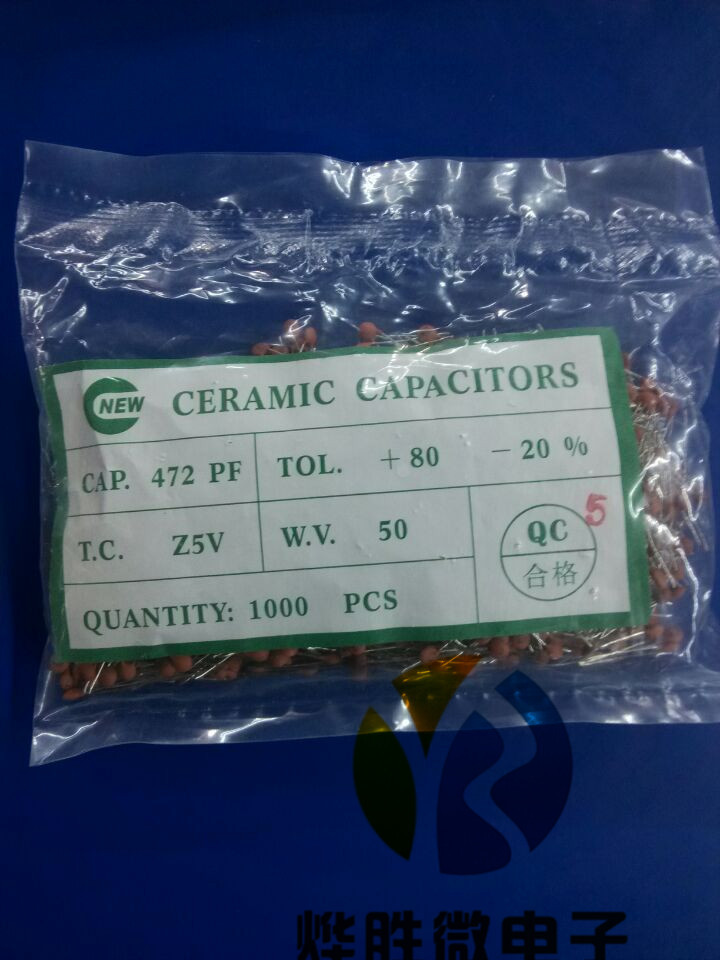 NEW CERAMIC CAPACITORS
CAP. 472 PF TOL. +80 -20 %
T.C. Z5V W.V. 50
QUANTITY: 1000 PCS
5
QC
合格
烨胜微电子